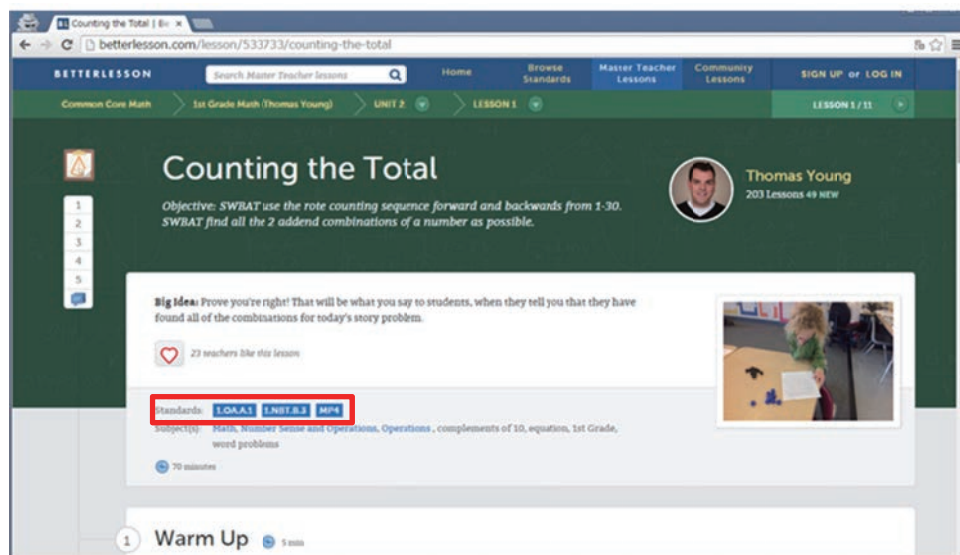 Counting the Total | Be ×
betterlesson.com/lesson/533733/counting-the-total
BETTERLESSON
Search Master Teacher lessons
Home
Browse Standards
Master Teacher Lessons
Community Lessons
SIGN UP or LOG IN
Common Core Math
1st Grade Math (Thomas Young)
UNIT 2
LESSON 1
LESSON 1 / 11
Counting the Total
Thomas Young
203 Lessons 49 NEW
Objective: SWBAT use the rote counting sequence forward and backwards from 1-30.
SWBAT find all the 2 addend combinations of a number as possible.
1
2
3
4
5
Big Idea: Prove you're right! That will be what you say to students, when they tell you that they have
found all of the combinations for today's story problem.
23 teachers like this lesson
Standards: 1.OA.A.1 1.NBT.B.3 MP4
Subject(s): Math, Number Sense and Operations, Operations , complements of 10, equation, 1st Grade,
word problems
70 minutes
1
Warm Up
5 min